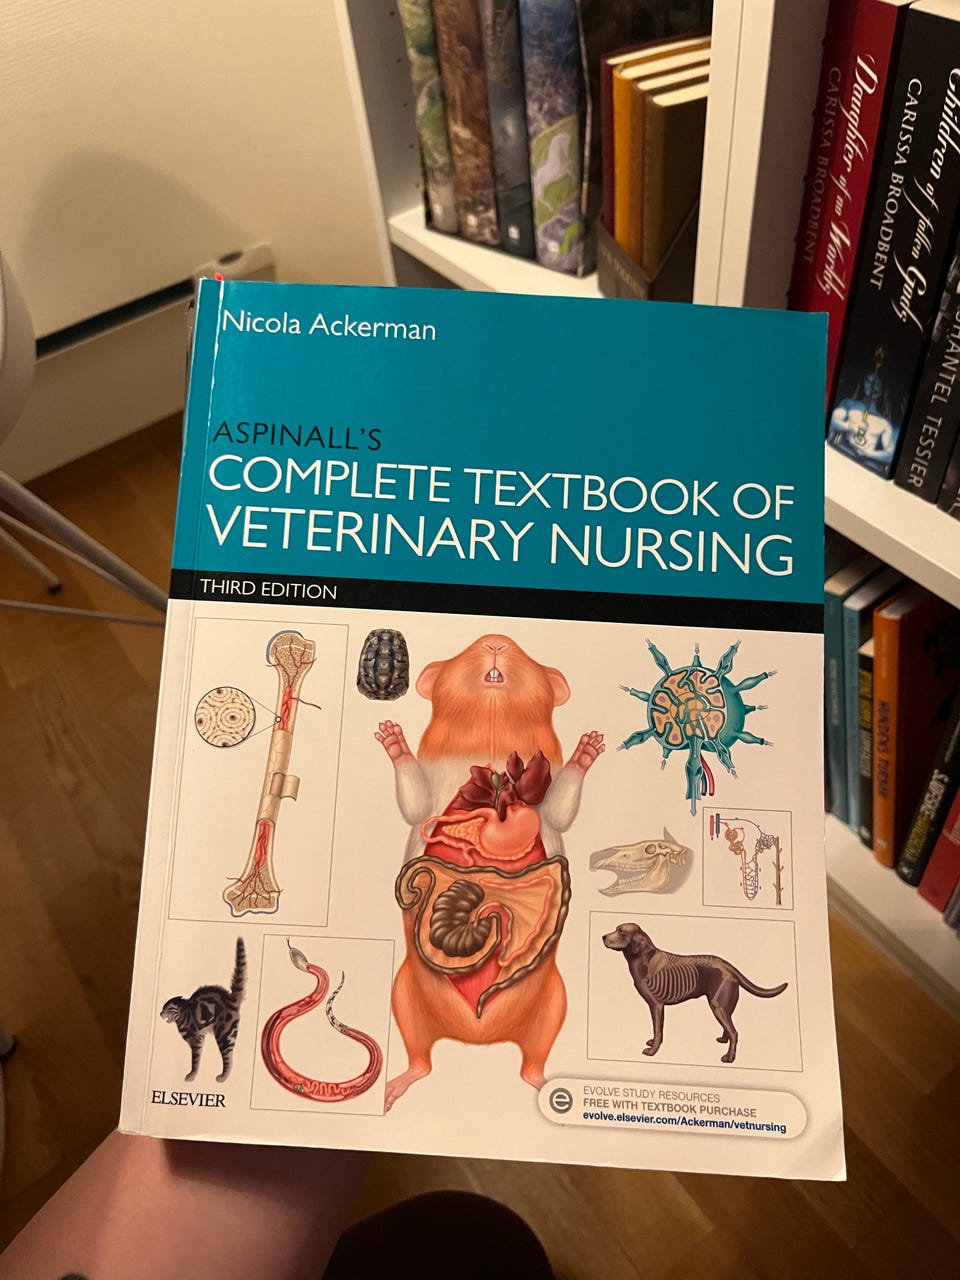 Nicola Ackerman
ASPINALL'S
COMPLETE TEXTBOOK OF
VETERINARY NURSING
THIRD EDITION
ELSEVIER
e
EVOLVE STUDY RESOURCES
FREE WITH TEXTBOOK PURCHASE
evolve.elsevier.com/Ackerman/vetnursing
Daughter of no Worlds
CARISSA BROADBENT
Children of fallen Gods
CARISSA BROADBENT
CHANTEL TESSIER